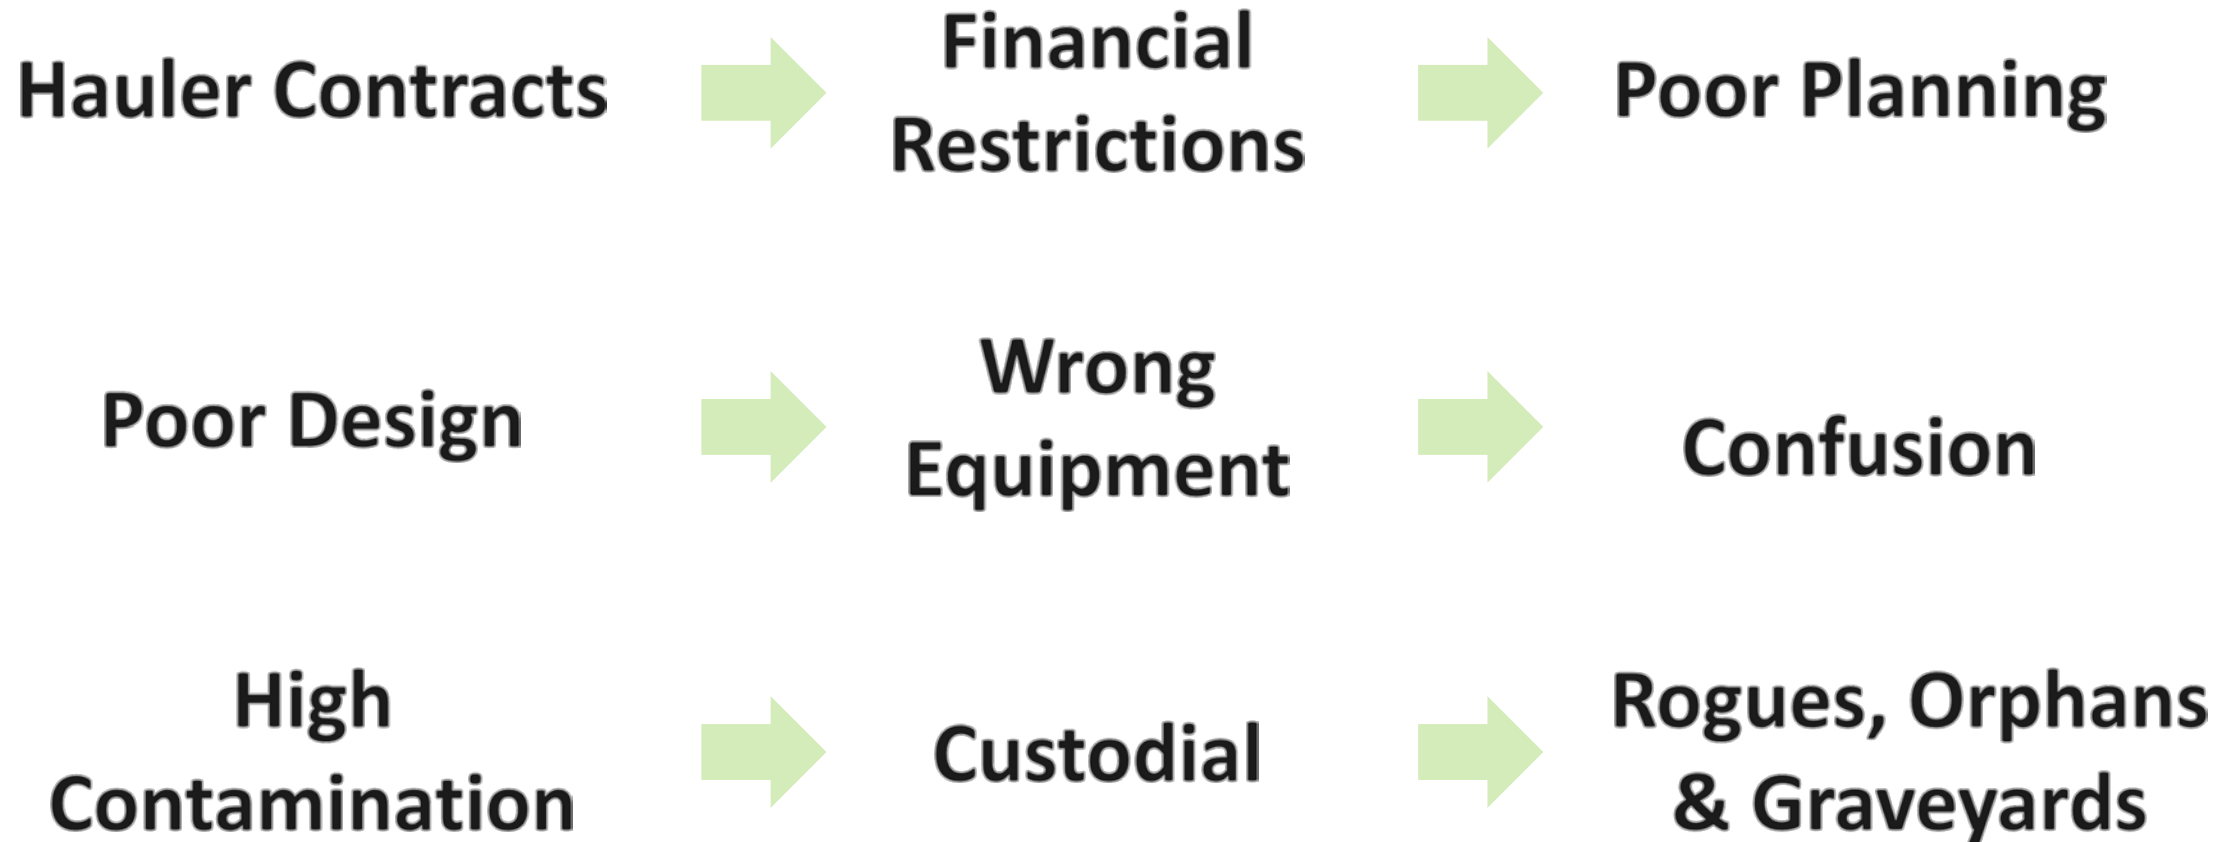 Hauler Contracts
Financial
Restrictions
Poor Planning
Poor Design
Wrong
Equipment
Confusion
High
Contamination
Custodial
Rogues, Orphans
& Graveyards